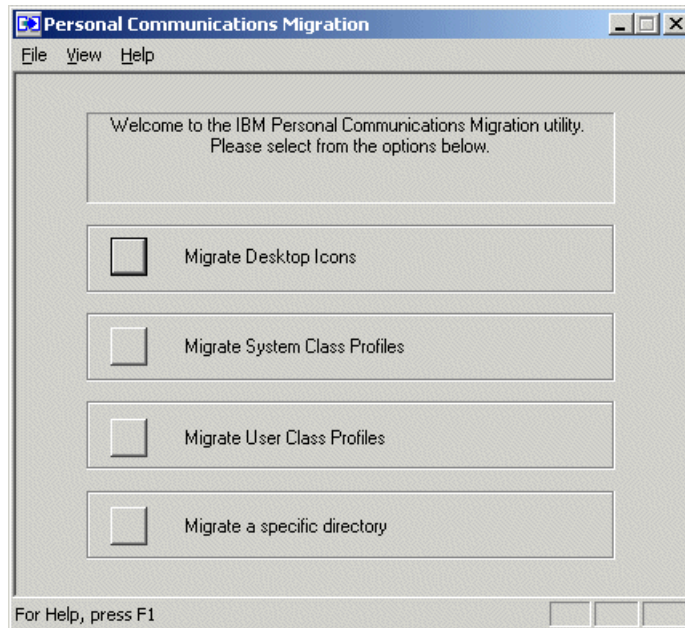 Personal Communications Migration
File View Help
Welcome to the IBM Personal Communications Migration utility.
Please select from the options below.
Migrate Desktop Icons
Migrate System Class Profiles
Migrate User Class Profiles
Migrate a specific directory
For Help, press F1